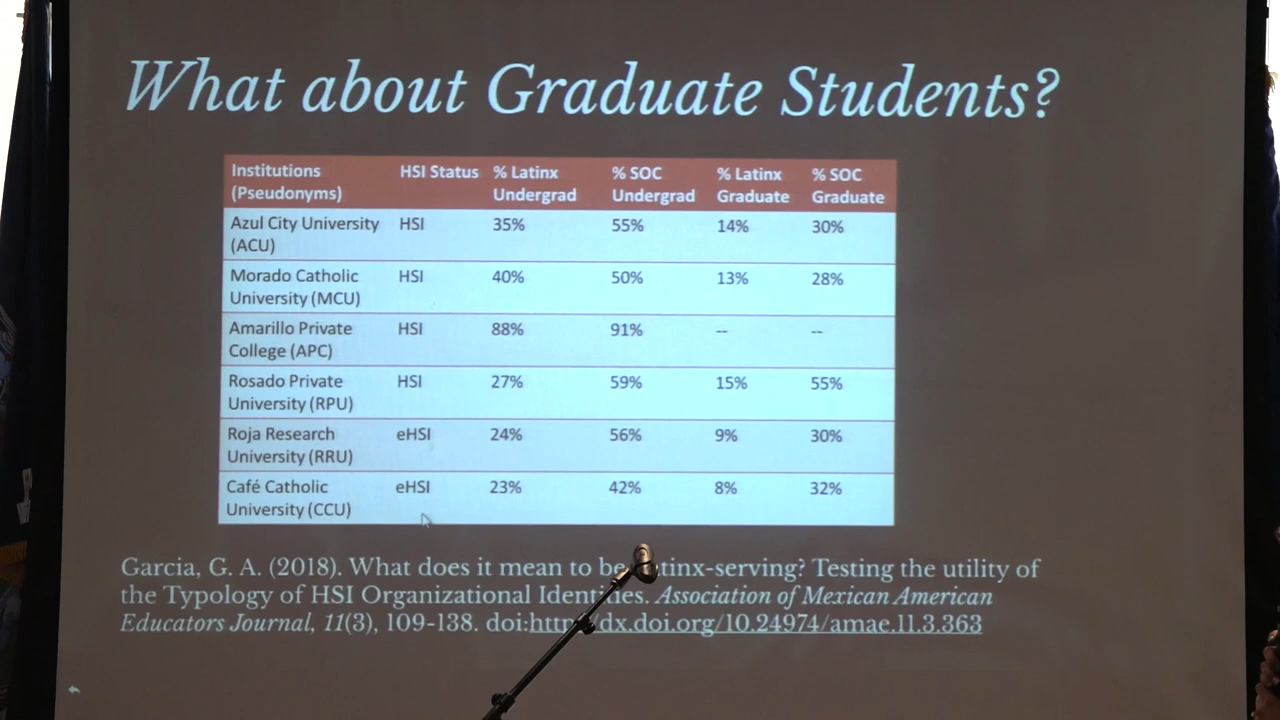 What about Graduate Students?
Institutions (Pseudonyms) HSI Status % Latinx Undergrad % SOC Undergrad % Latinx Graduate % SOC Graduate
Azul City University (ACU) HSI 35% 55% 14% 30%
Morado Catholic University (MCU) HSI 40% 50% 13% 28%
Amarillo Private College (APC) HSI 88% 91% -- --
Rosado Private University (RPU) HSI 27% 59% 15% 55%
Roja Research University (RRU) eHSI 24% 56% 9% 30%
Café Catholic University (CCU) eHSI 23% 42% 8% 32%
Garcia, G. A. (2018). What does it mean to be tinx-serving? Testing the utility of
the Typology of HSI Organizational Identities. Association of Mexican American
Educators Journal, 11(3), 109-138. doi:http dx.doi.org/10.24974/amae.11.3.363